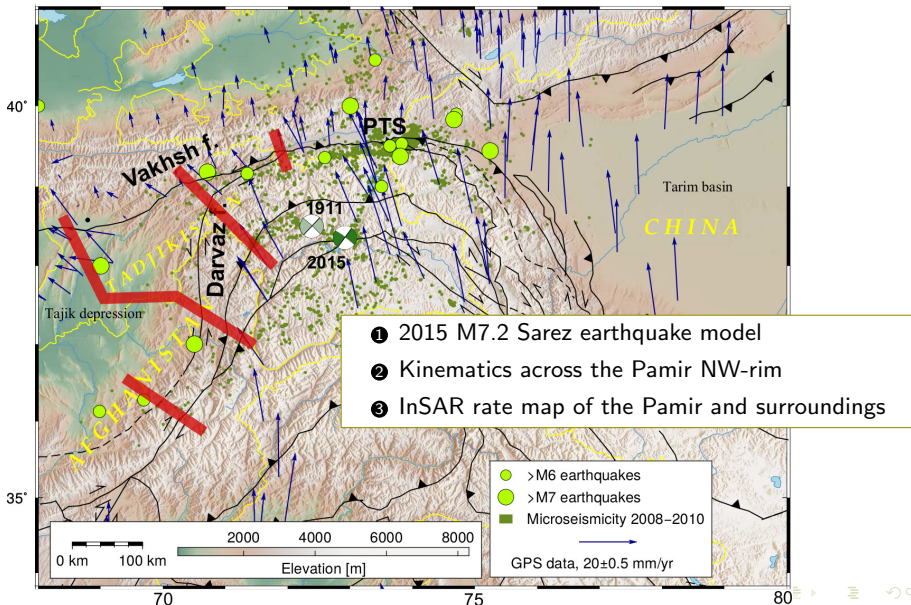 40˚
35˚
70
75
80
PTS
Vakhsh f.
Darvaz f.
1911
2015
TADJIKISTAN
AFGHANISTAN
Tajik depression
Tarim basin
CHINA
❶ 2015 M7.2 Sarez earthquake model
❷ Kinematics across the Pamir NW-rim
❸ InSAR rate map of the Pamir and surroundings
>M6 earthquakes
>M7 earthquakes
Microseismicity 2008−2010
GPS data, 20±0.5 mm/yr
0 km 100 km
2000 4000 6000 8000
Elevation [m]